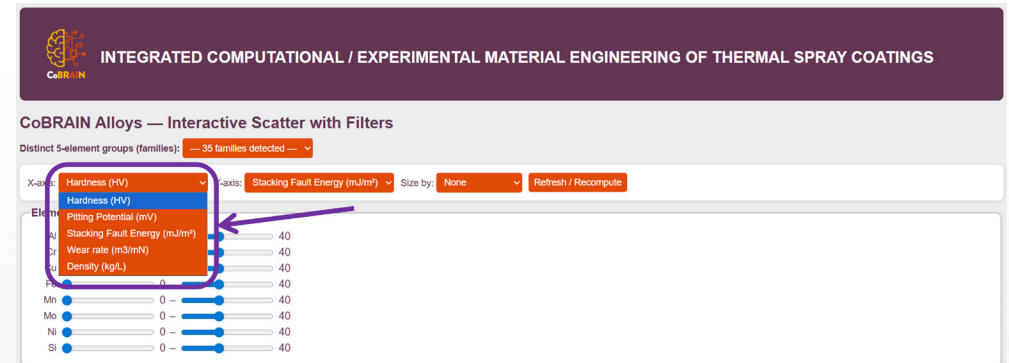 CoBRAIN
INTEGRATED COMPUTATIONAL / EXPERIMENTAL MATERIAL ENGINEERING OF THERMAL SPRAY COATINGS
CoBRAIN Alloys — Interactive Scatter with Filters
Distinct 5-element groups (families): — 35 families detected —
X-axis: Hardness (HV) Y-axis: Stacking Fault Energy (mJ/m²) Size by: None Refresh / Recompute
Hardness (HV)
Pitting Potential (mV)
Stacking Fault Energy (mJ/m²)
Wear rate (m3/mN)
Density (kg/L)
Al 40
Cr 40
Cu 40
Fe 0 – 40
Mn 0 – 40
Mo 0 – 40
Ni 0 – 40
Si 0 – 40